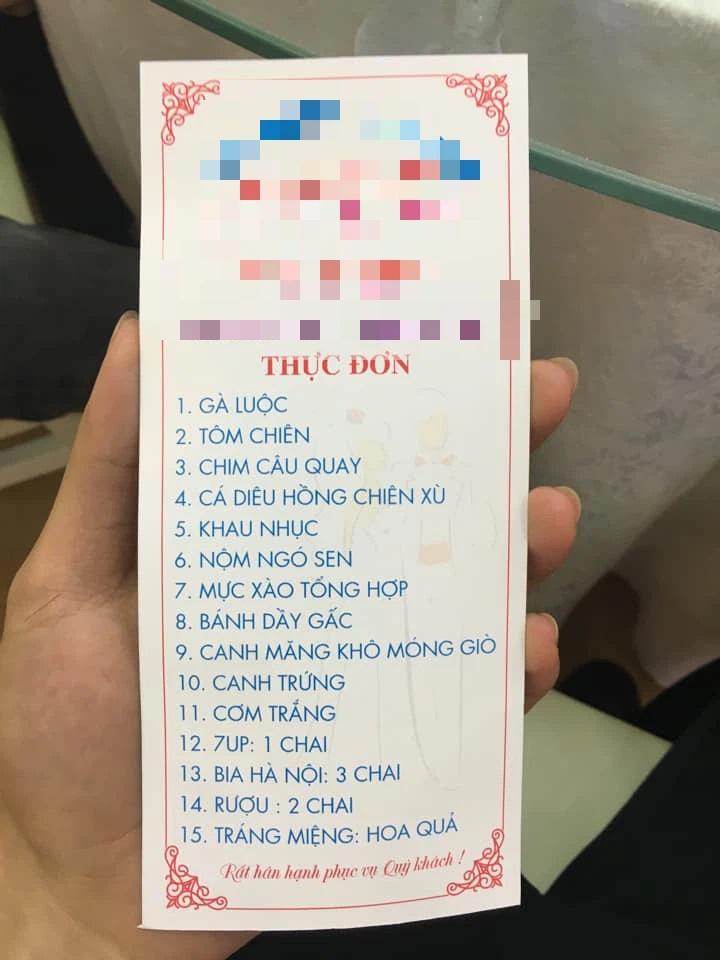 THỰC ĐƠN
1. GÀ LUỘC
2. TÔM CHIÊN
3. CHIM CÂU QUAY
4. CÁ DIÊU HỒNG CHIÊN XÙ
5. KHAU NHỤC
6. NỘM NGÓ SEN
7. MỰC XÀO TỔNG HỢP
8. BÁNH DẦY GẤC
9. CANH MĂNG KHÔ MÓNG GIÒ
10. CANH TRỨNG
11. CƠM TRẮNG
12. 7UP: 1 CHAI
13. BIA HÀ NỘI: 3 CHAI
14. RƯỢU : 2 CHAI
15. TRÁNG MIỆNG: HOA QUẢ
Rất hân hạnh phục vụ Quý khách !